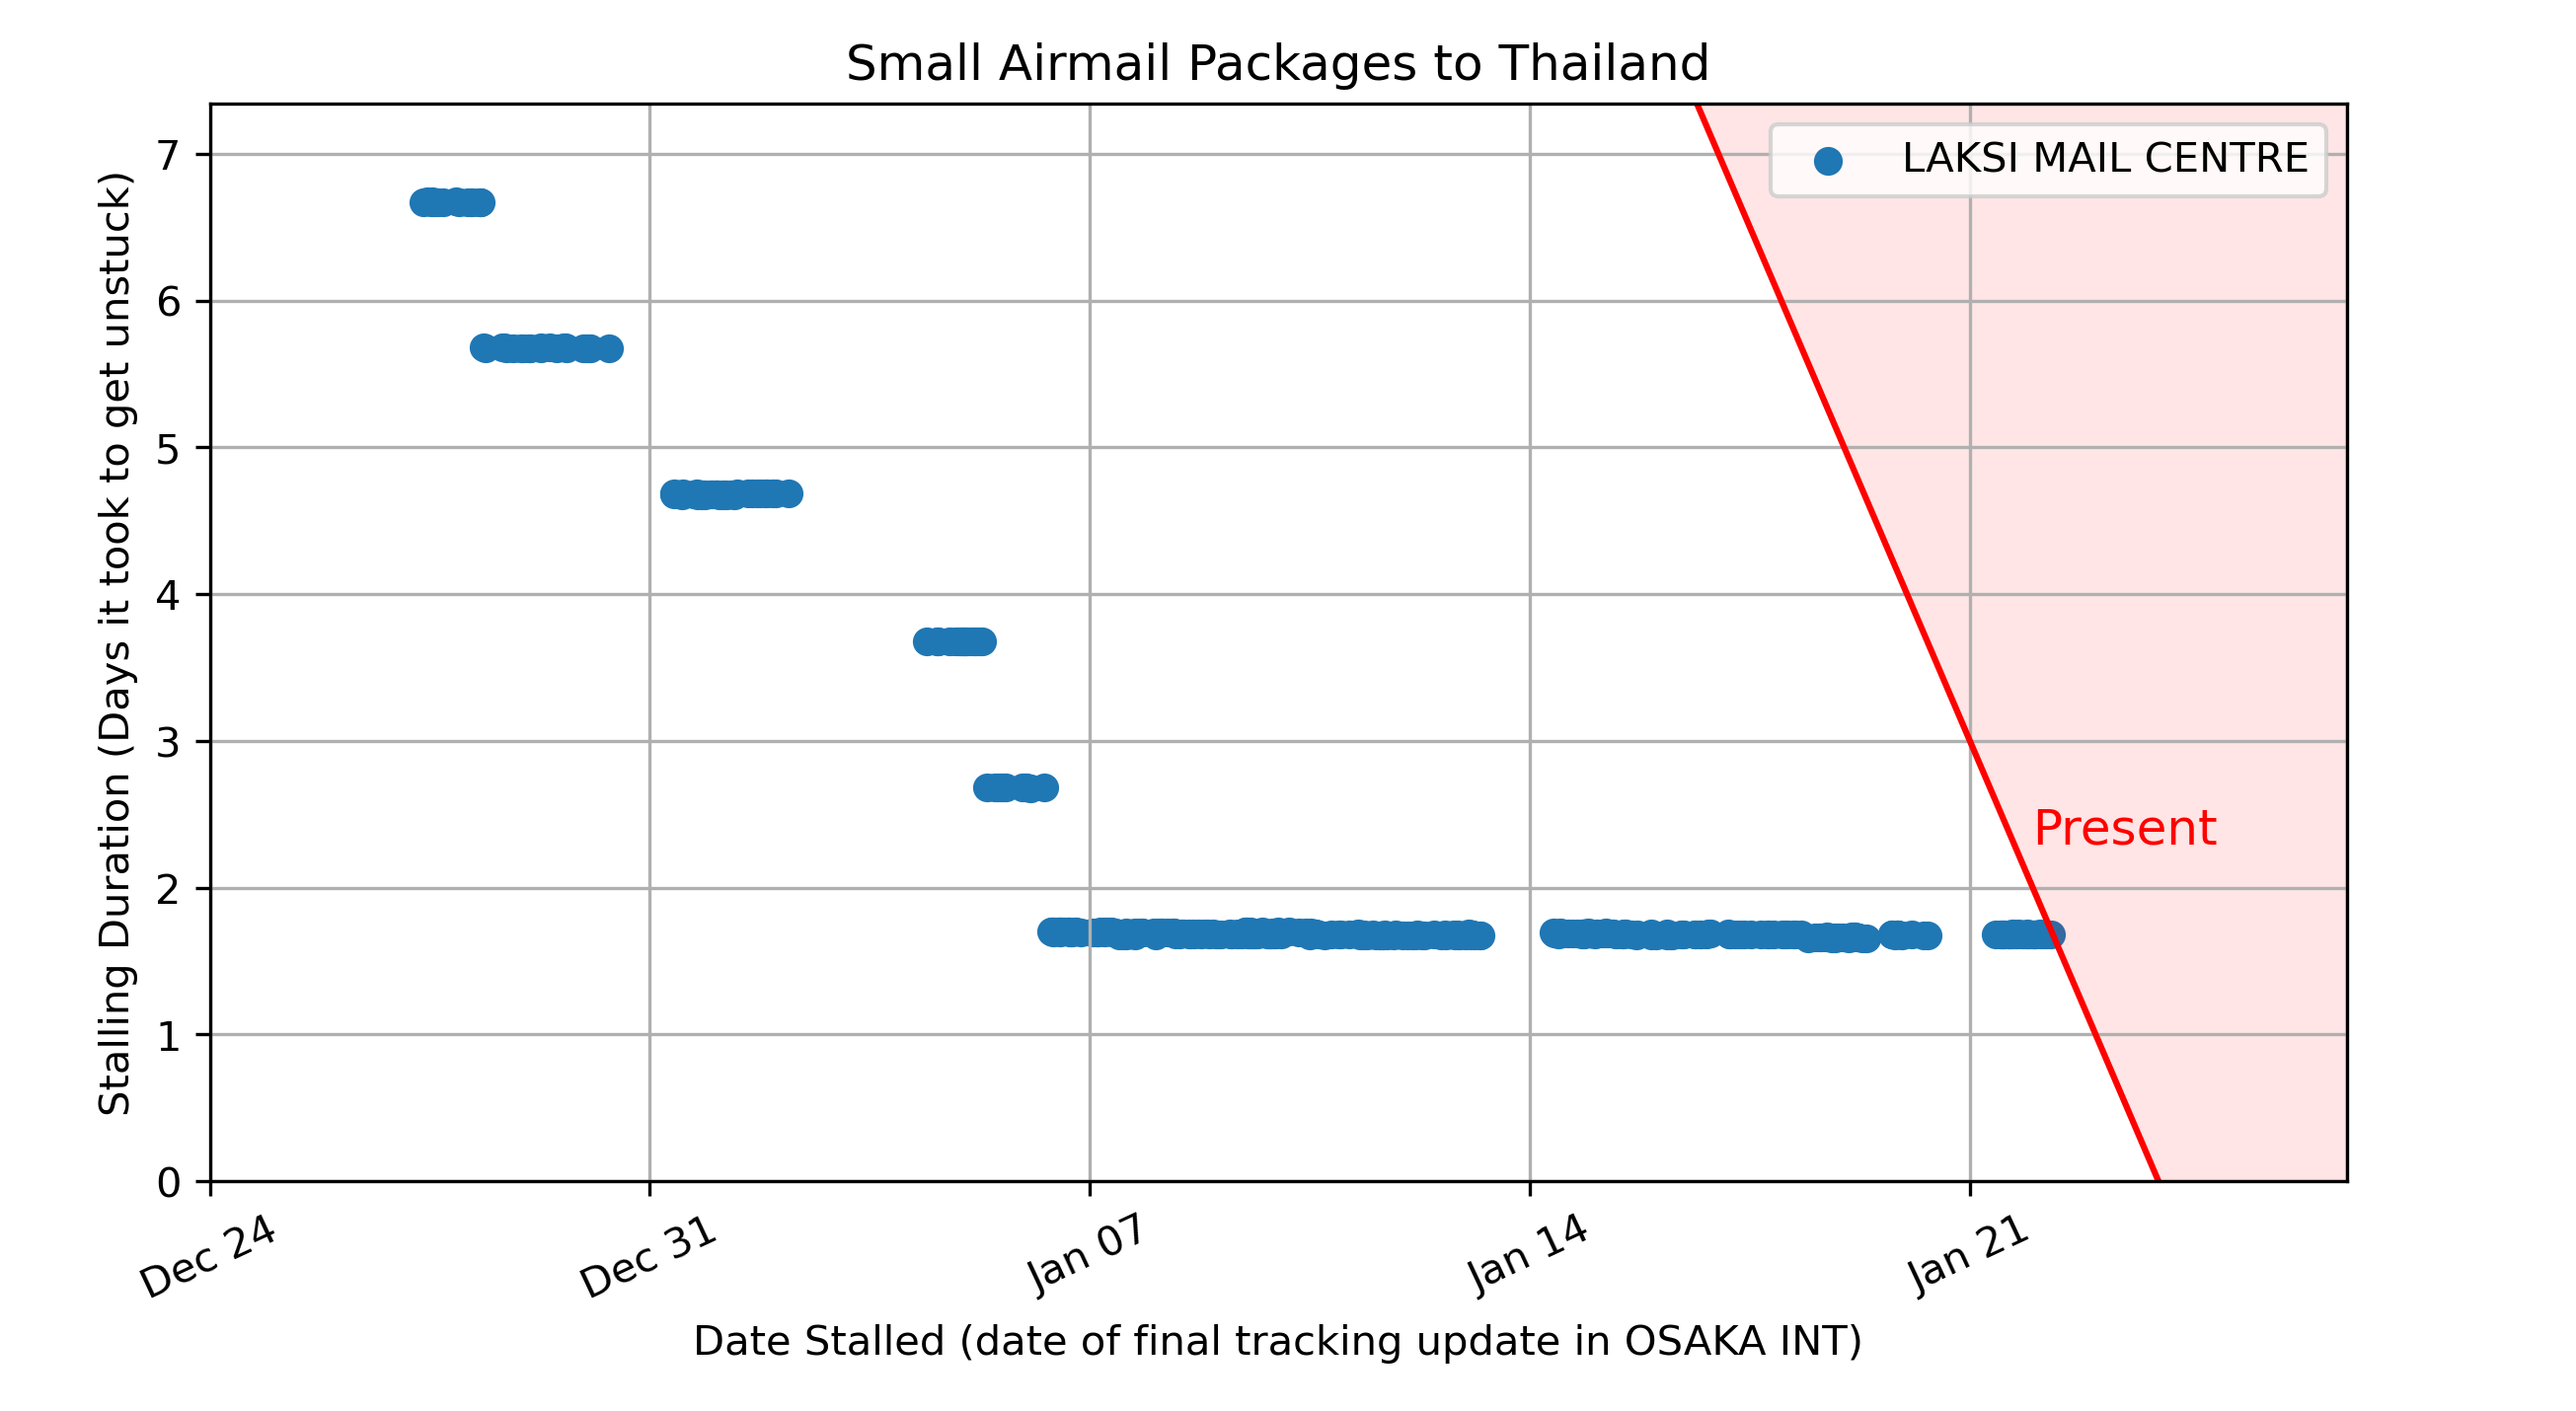 Small Airmail Packages to Thailand
LAKSI MAIL CENTRE
Stalling Duration (Days it took to get unstuck)
7
6
5
4
3
2
1
0
Present
Dec 24
Dec 31
Jan 07
Jan 14
Jan 21
Date Stalled (date of final tracking update in OSAKA INT)